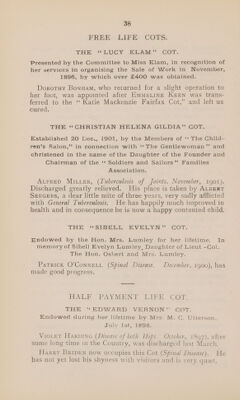 38
FREE LIFE COTS.
THE "LUCY ELAM" COT.
Presented by the Committee to Miss Elam, in recognition of
her services in organising the Sale of Work in November,
1896, by which over £400 was obtained.
DOROTHY BONHAM, who returned for a slight operation to
her foot, was appointed after EMMELINE KERN was trans-
ferred to the "Katie Mackenzie Fairfax Cot," and left us
cured.
THE "CHRISTIAN HELENA GILDIA" COT.
Established 20 Dec., 1901, by the Members of "The Child-
ren's Salon," in connection with "The Gentlewoman" and
christened in the name of the Daughter of the Founder and
Chairman of the "Soldiers and Sailors" Families
Association.
ALFRED MILLER, (Tuberculosis of Joints, November, 1901).
Discharged greatly relieved. His place is taken by ALBERT
SEEGERS, a dear little mite of three years, very sadly afflicted
with General Tuberculosis. He has happily much improved in
health and in consequence is now a happy contented child.
THE "SIBELL EVELYN" COT.
Endowed by the Hon. Mrs. Lumley for her lifetime. In
memory of Sibell Evelyn Lumley, Daughter of Lieut.-Col.
The Hon. Osbert and Mrs. Lumley.
PATRICK O'CONNELL (Spinal Disease. December, 1900), has
made good progress.
HALF PAYMENT LIFE COT.
THE "EDWARD VERNON" COT.
Endowed during her lifetime by Mrs. M. C. Utterson.
July 1st, 1898.
VIOLET HARDING (Disease of both Hips. October, 1897), after
some long time in the Country, was discharged last March.
HARRY BRIDEN now occupies this Cot (Spinal Disease). He
has not yet lost his shyness with visitors and is very quiet.